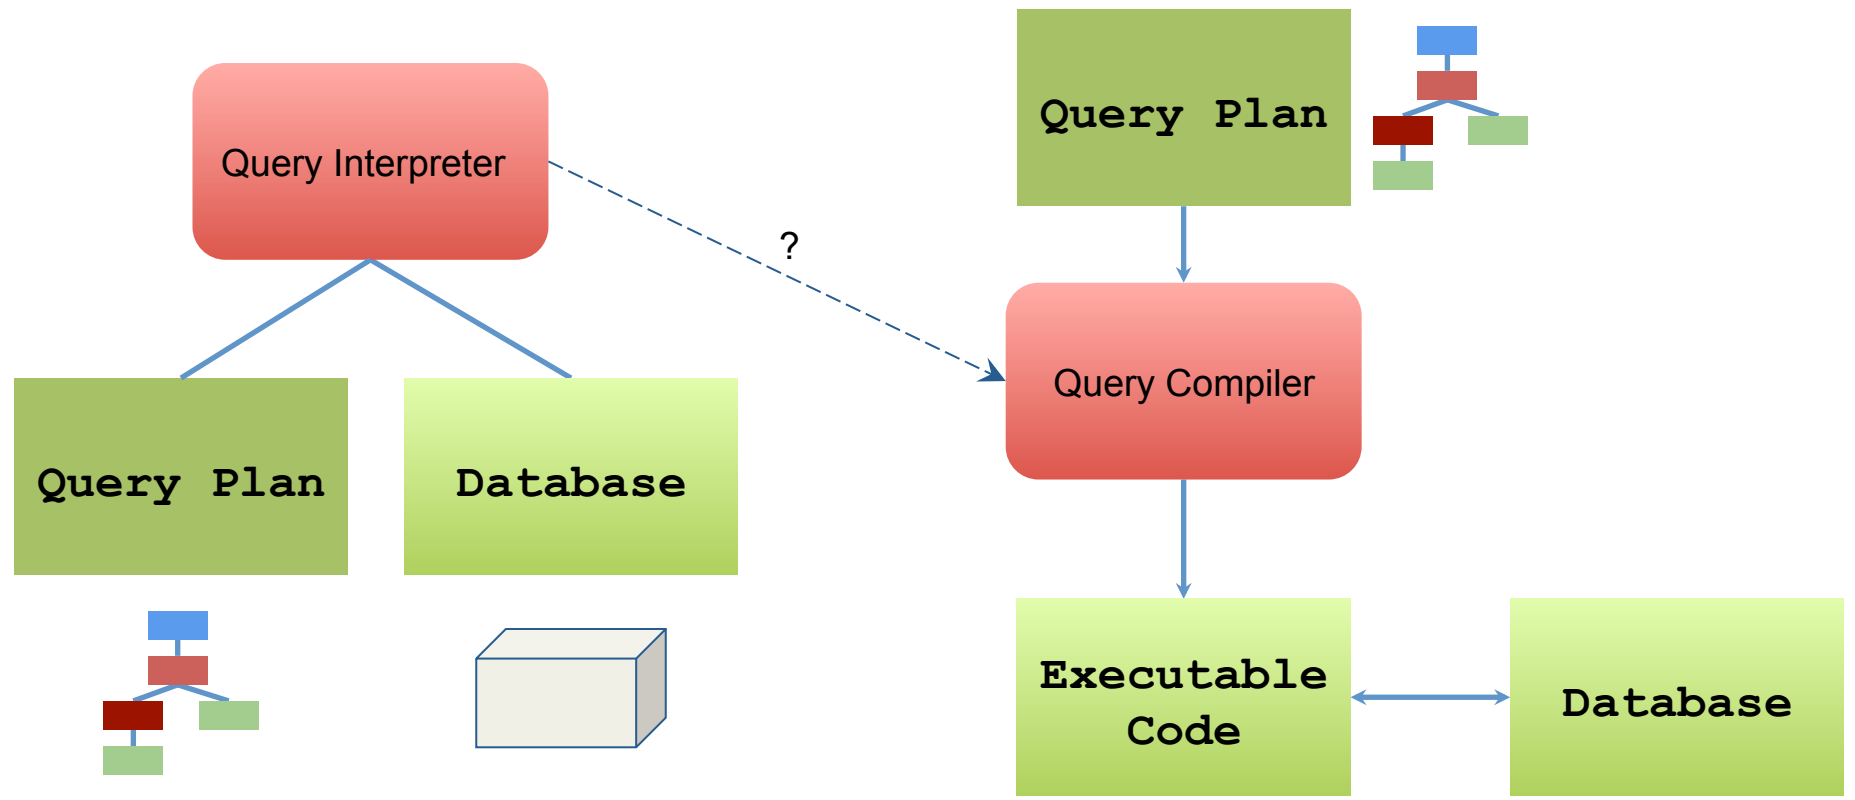 Query Interpreter
Query Plan
Database
?
Query Plan
Query Compiler
Executable
Code
Database